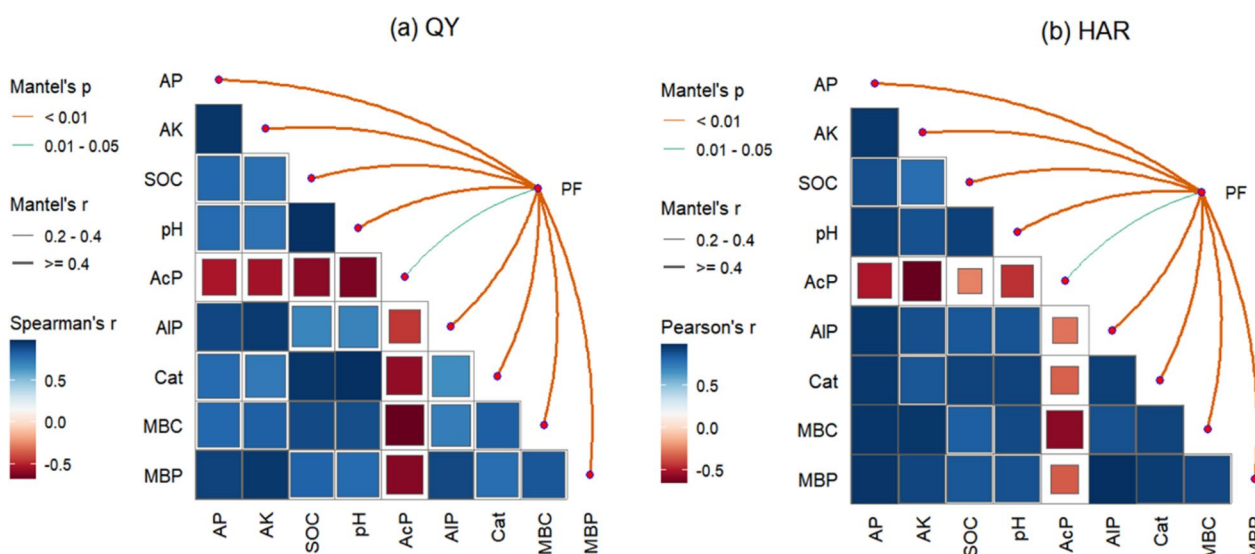 (a) QY
Mantel's p
< 0.01
0.01 - 0.05
Mantel's r
0.2 - 0.4
>= 0.4
Spearman's r
0.5
0.0
-0.5
AP
AK
SOC
pH
AcP
AlP
Cat
MBC
MBP
PF
AP
AK
SOC
pH
AcP
AlP
Cat
MBC
MBP
(b) HAR
Mantel's p
< 0.01
0.01 - 0.05
Mantel's r
0.2 - 0.4
>= 0.4
Pearson's r
0.5
0.0
-0.5
AP
AK
SOC
pH
AcP
AlP
Cat
MBC
MBP
PF
AP
AK
SOC
pH
AcP
AlP
Cat
MBC
MBP